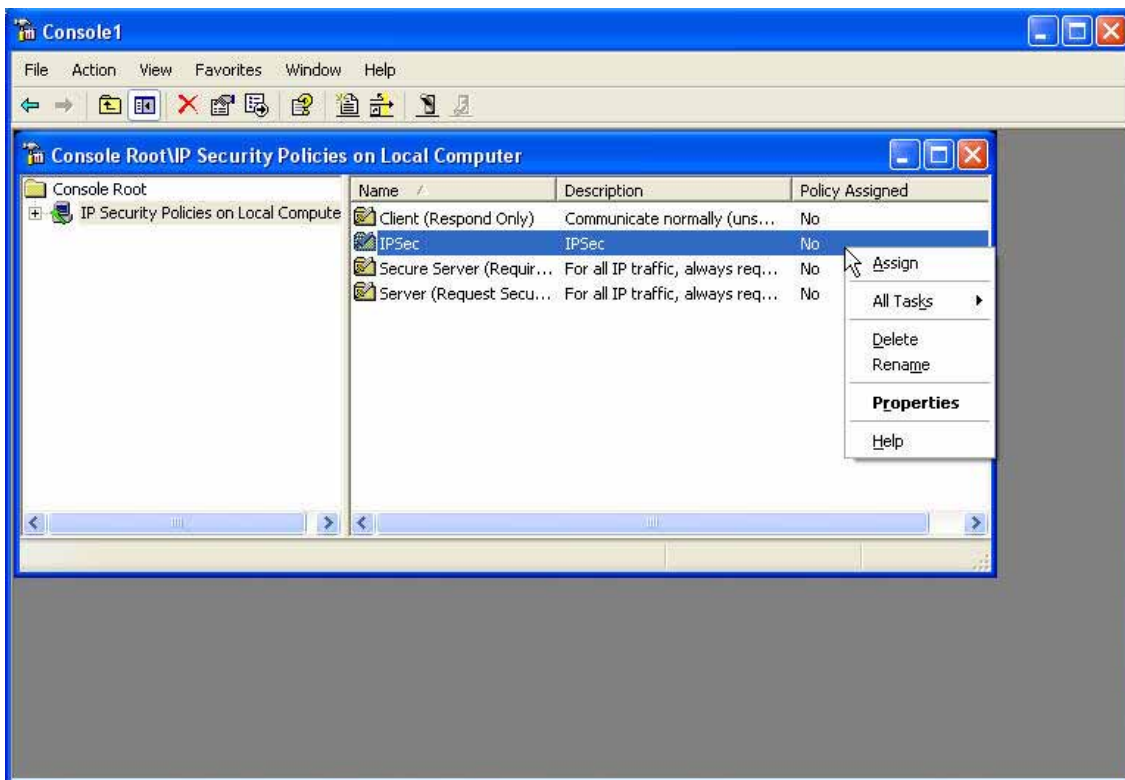 Console1
File Action View Favorites Window Help
Console Root\IP Security Policies on Local Computer
Console Root
IP Security Policies on Local Compute
Name Description Policy Assigned
Client (Respond Only) Communicate normally (uns... No
IPSec IPSec No
Secure Server (Requir... For all IP traffic, always req... No
Server (Request Secu... For all IP traffic, always req... No
Assign
All Tasks
Delete
Rename
Properties
Help